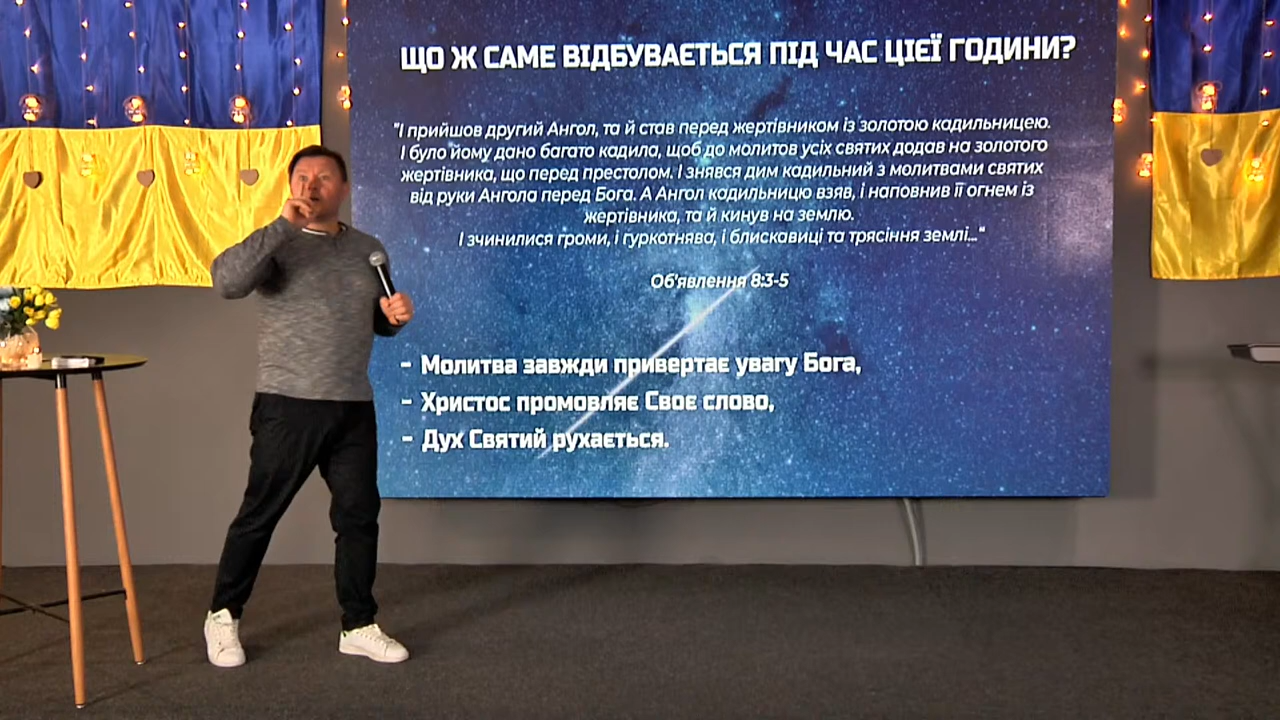 ЩО Ж САМЕ ВІДБУВАЄТЬСЯ ПІД ЧАС ЦІЄЇ ГОДИНИ?
"І прийшов другий Ангол, та й став перед жертівником із золотою кадильницею.
І було йому дано багато кадила, щоб до молитов усіх святих додав на золотого
жертівника, що перед престолом. І знявся дим кадильний з молитвами святих
від руки Ангола перед Бога. А Ангол кадильницю взяв, і наповнив її огнем із
жертівника, та й кинув на землю.
І зчинилися громи, і гуркотнява, і блискавиці та трясіння землі..."
Об'явлення 8:3-5
- Молитва завжди привертає увагу Бога,
- Христос промовляє Своє слово,
- Дух Святий рухається.